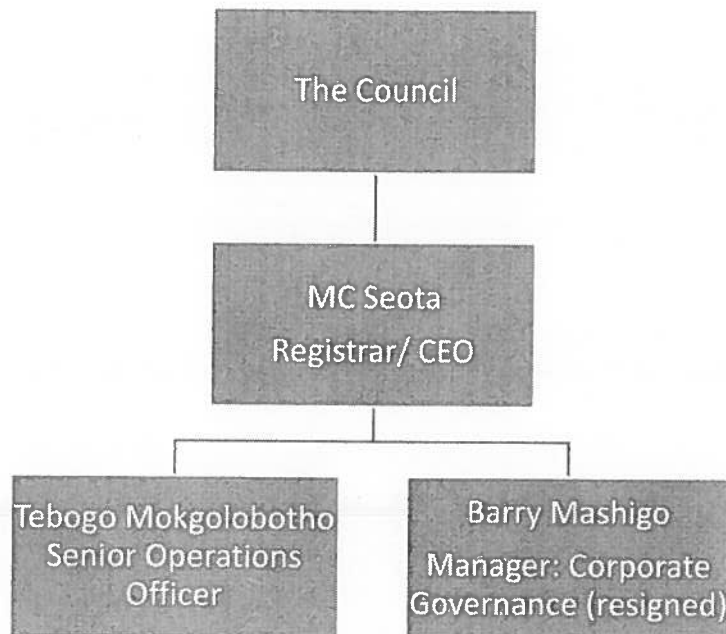 The Council
MC Seota
Registrar/ CEO
Tebogo Mokgolobotho
Senior Operations
Officer
Barry Mashigo
Manager: Corporate
Governance (resigned)